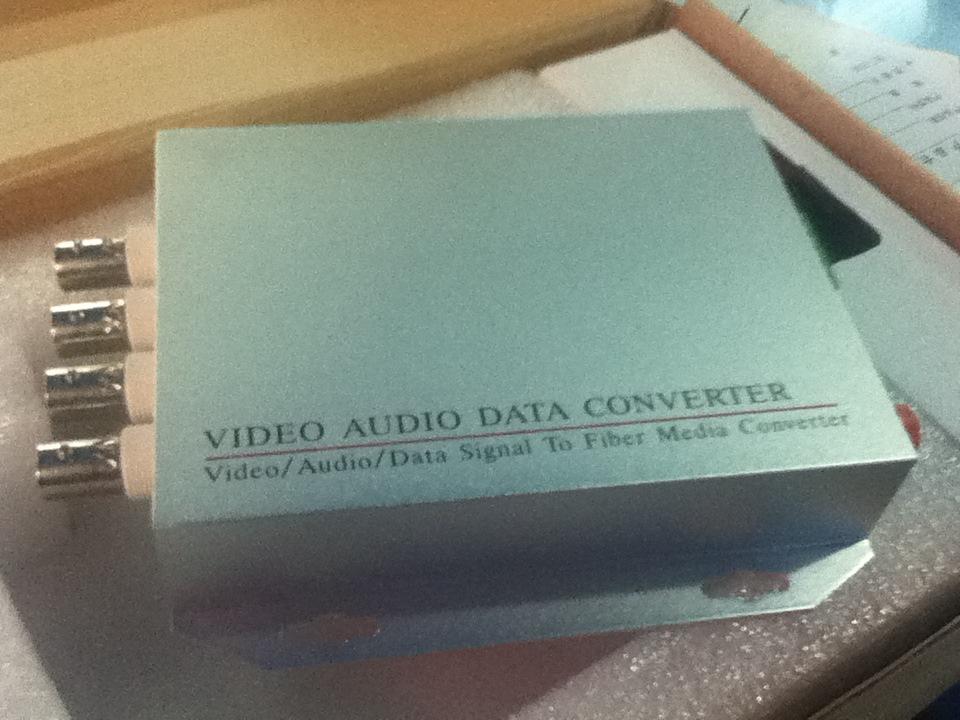 VIDEO AUDIO DATA CONVERTER
Video/Audio/Data Signal To Fiber Media Converter